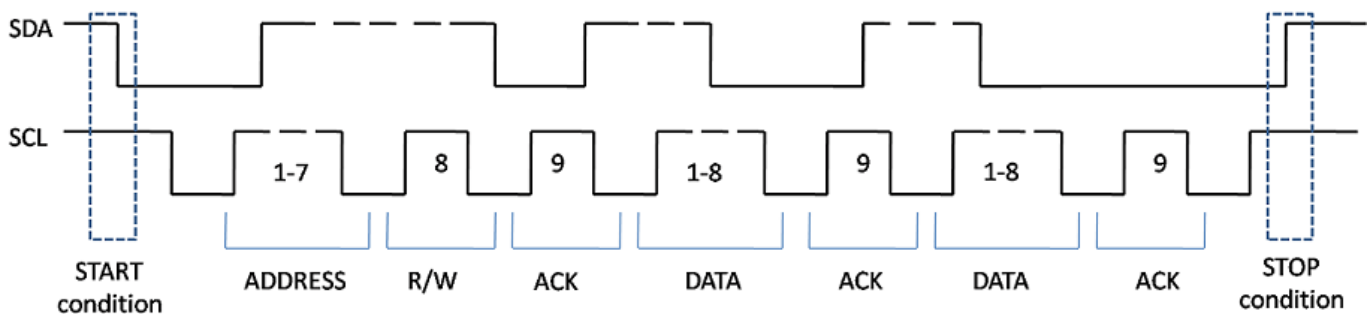 SDA
SCL
1-7
8
9
1-8
9
1-8
9
START
condition
ADDRESS
R/W
ACK
DATA
ACK
DATA
ACK
STOP
condition